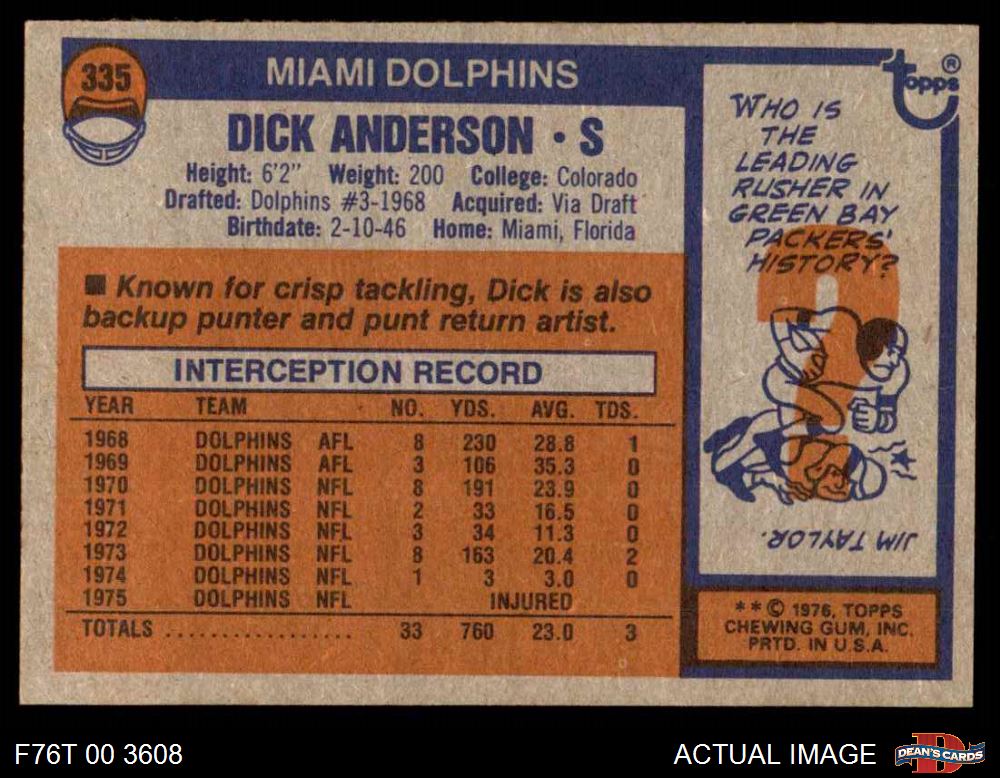 335
MIAMI DOLPHINS
DICK ANDERSON • S
Height: 6'2" Weight: 200 College: Colorado
Drafted: Dolphins #3-1968 Acquired: Via Draft
Birthdate: 2-10-46 Home: Miami, Florida
■ Known for crisp tackling, Dick is also
backup punter and punt return artist.
INTERCEPTION RECORD
YEAR TEAM NO. YDS. AVG. TDS.
1968 DOLPHINS AFL 8 230 28.8 1
1969 DOLPHINS AFL 3 106 35.3 0
1970 DOLPHINS NFL 8 191 23.9 0
1971 DOLPHINS NFL 2 33 16.5 0
1972 DOLPHINS NFL 3 34 11.3 0
1973 DOLPHINS NFL 8 163 20.4 2
1974 DOLPHINS NFL 1 3 3.0 0
1975 DOLPHINS NFL INJURED
TOTALS .................. 33 760 23.0 3
topps®
WHO IS
THE
LEADING
RUSHER IN
GREEN BAY
PACKERS'
HISTORY?
?
JIM TAYLOR.
**© 1976, TOPPS
CHEWING GUM, INC.
PRTD. IN U.S.A.
F76T 00 3608
ACTUAL IMAGE
D
DEAN'S CARDS